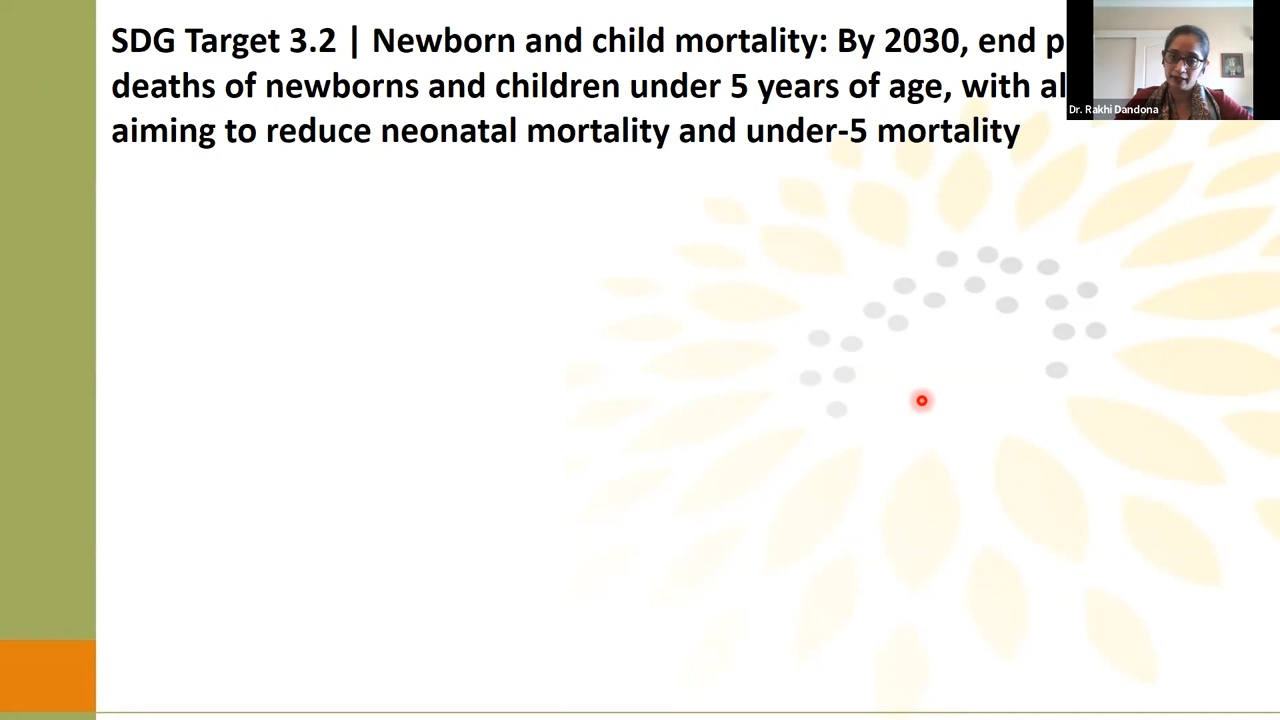 SDG Target 3.2 | Newborn and child mortality: By 2030, end
deaths of newborns and children under 5 years of age, with
aiming to reduce neonatal mortality and under-5 mortality
Dr. Rakhi Dandona